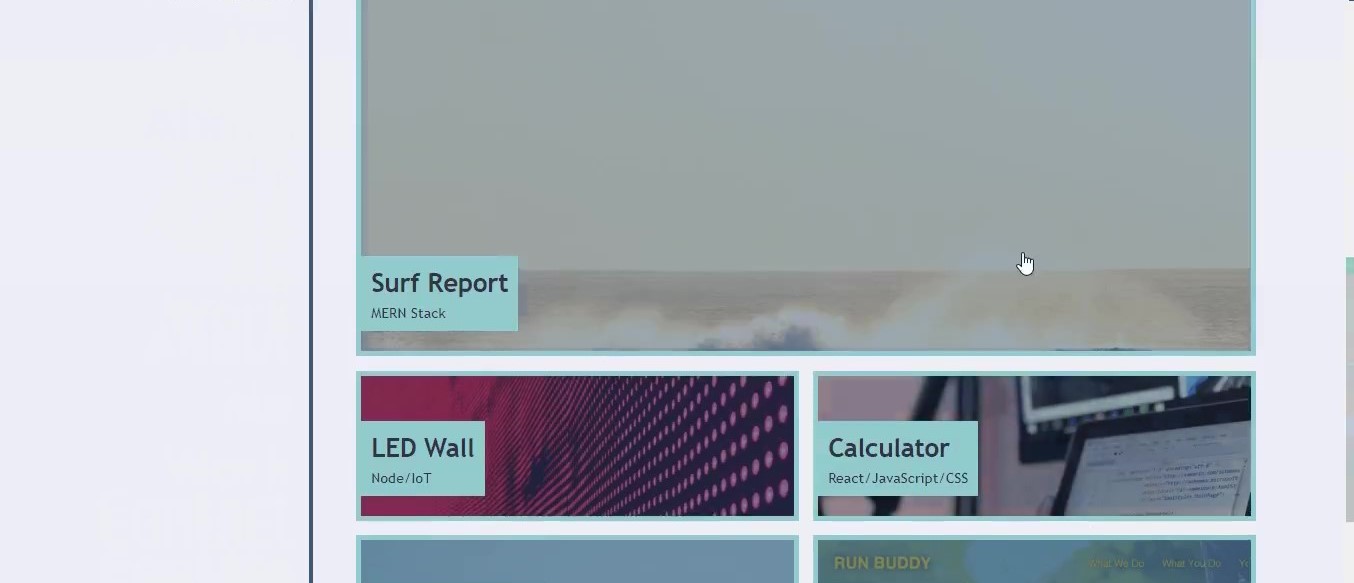 Surf Report
MERN Stack
LED Wall
Node/IoT
Calculator
React/JavaScript/CSS
RUN BUDDY
What We Do
What You Do